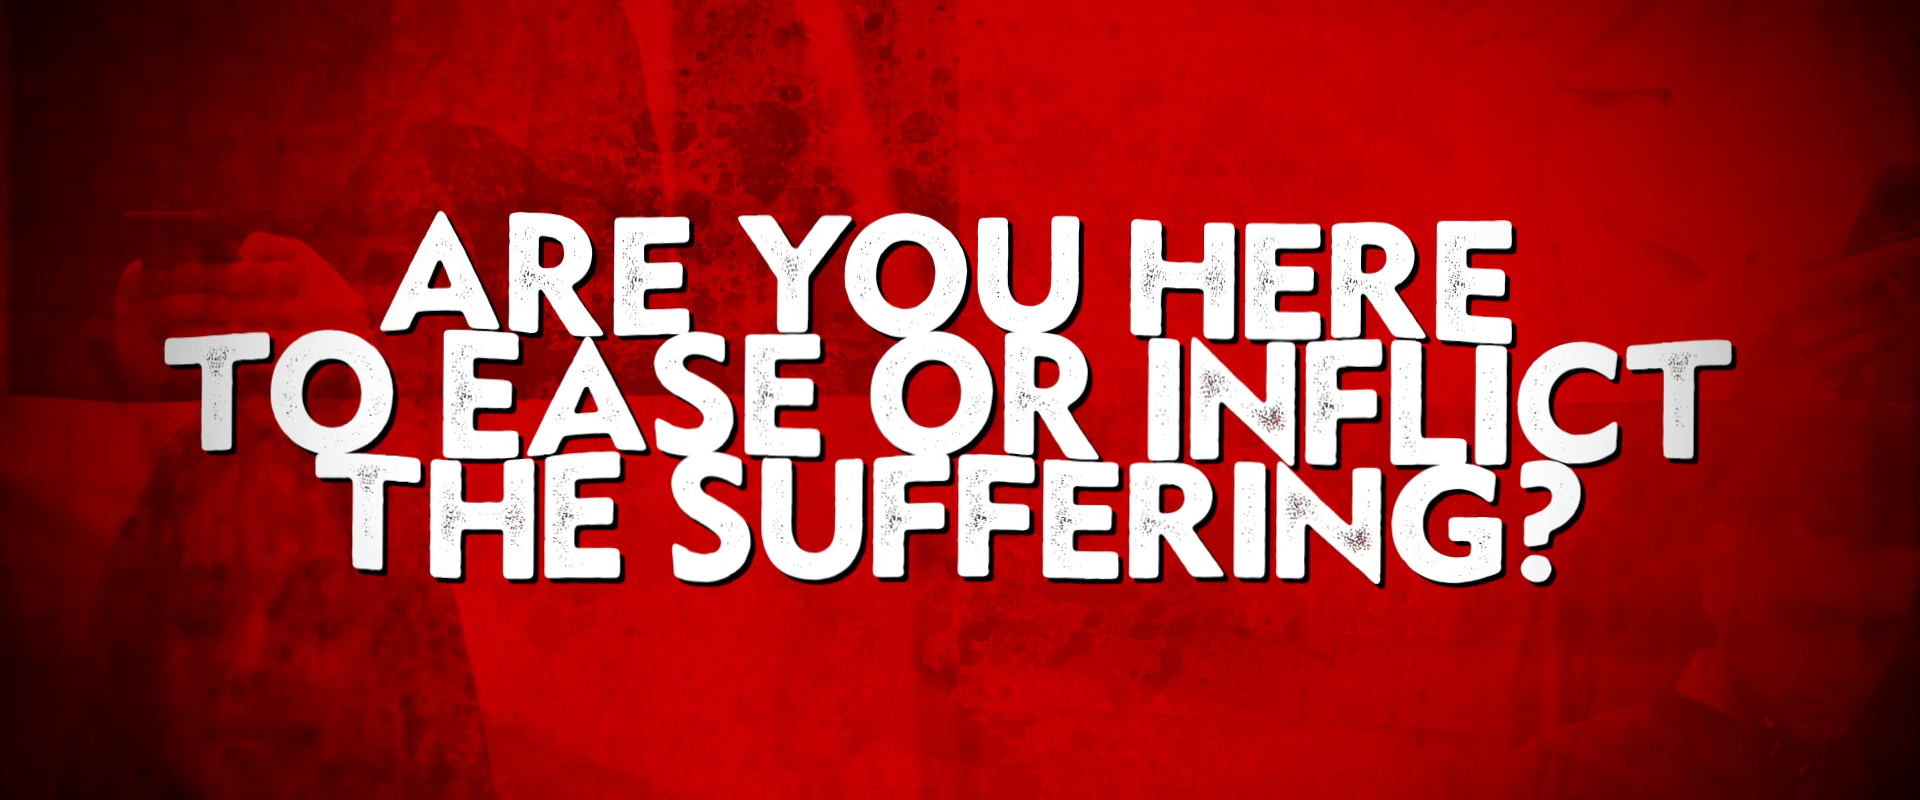 ARE YOU HERE
TO EASE OR INFLICT
THE SUFFERING?